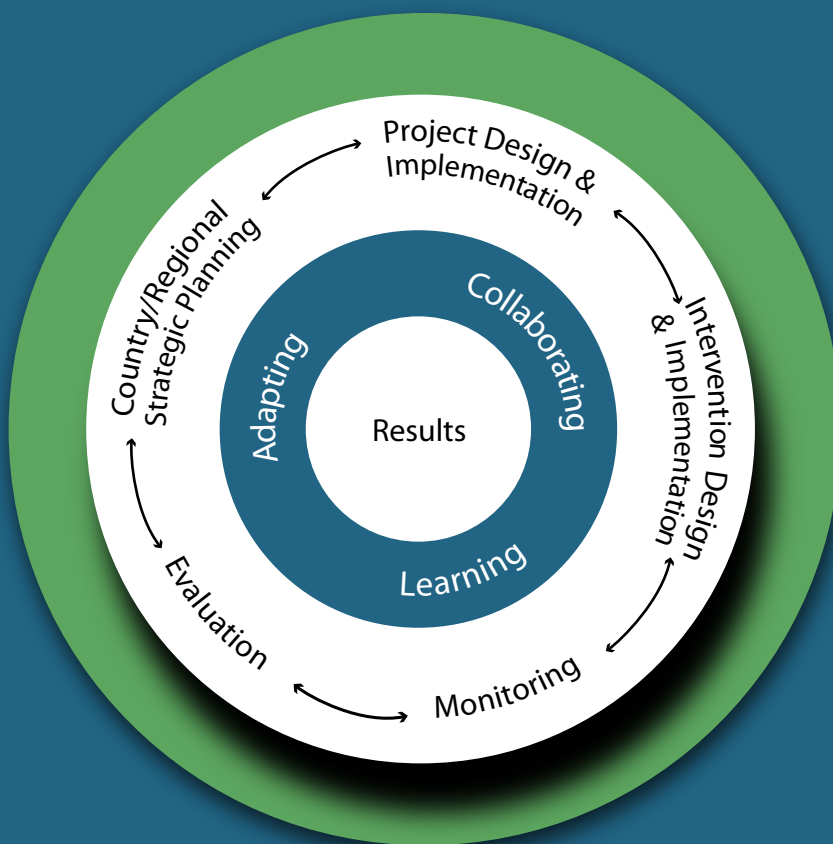 Project Design &
Implementation
Intervention Design
& Implementation
Monitoring
Evaluation
Country/Regional
Strategic Planning
Collaborating
Learning
Adapting
Results